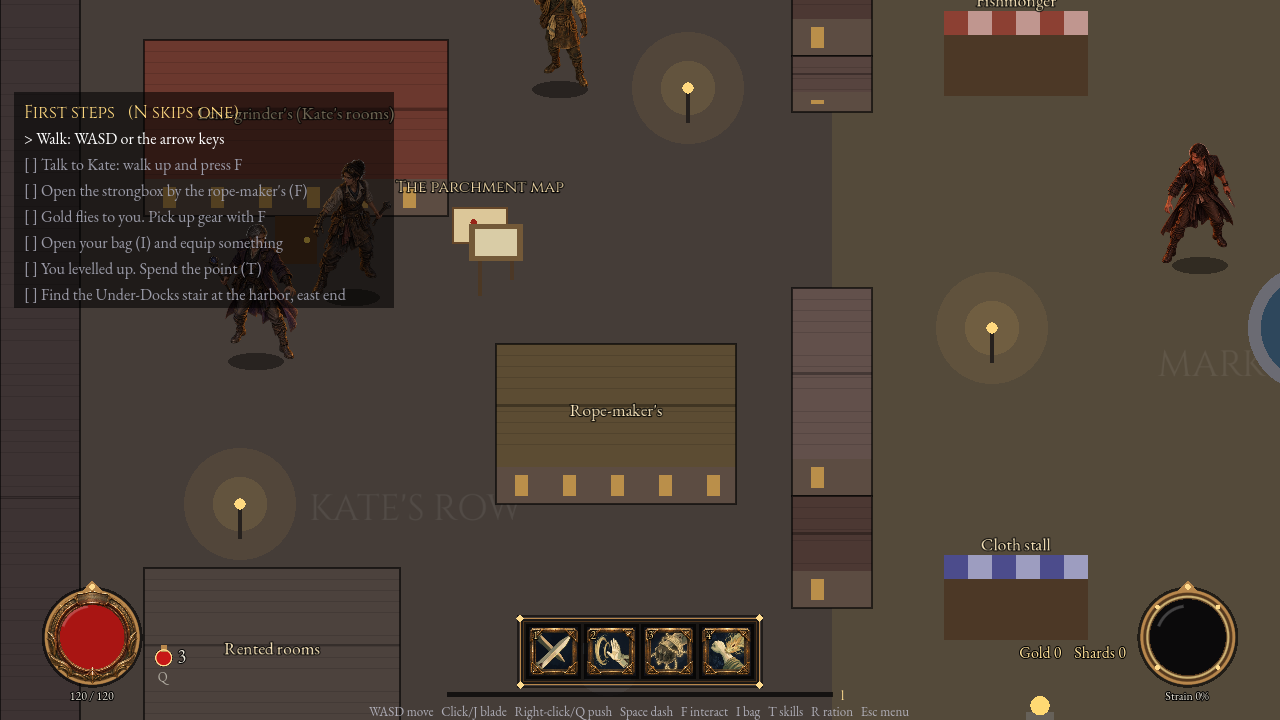 Fishmonger
FIRST STEPS (N SKIPS ONE)
grinder's (Kate's rooms)
> Walk: WASD or the arrow keys
[ ] Talk to Kate: walk up and press F
[ ] Open the strongbox by the rope-maker's (F)
THE PARCHMENT MAP
[ ] Gold flies to you. Pick up gear with F
[ ] Open your bag (I) and equip something
[ ] You levelled up. Spend the point (T)
[ ] Find the Under-Docks stair at the harbor, east end
MARK
Rope-maker's
KATE'S ROW
Cloth stall
1 2 3 4
Rented rooms
3
Q
Gold 0 Shards 0
120 / 120
1
Strain 0%
WASD move Click/J blade Right-click/Q push Space dash F interact I bag T skills R ration Esc menu